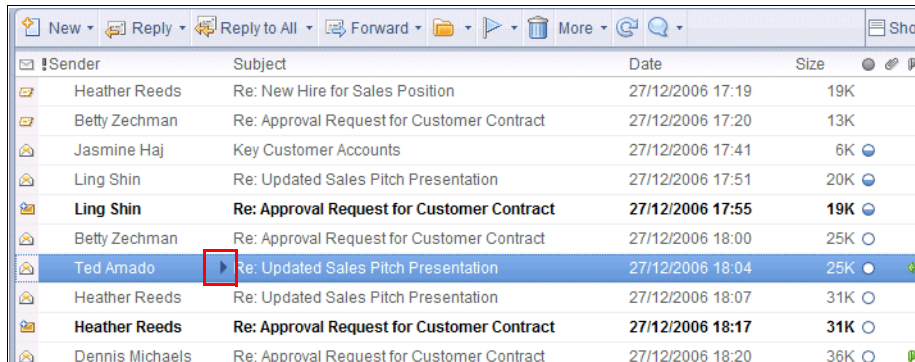 New Reply Reply to All Forward More Sho
!Sender Subject Date Size
Heather Reeds Re: New Hire for Sales Position 27/12/2006 17:19 19K
Betty Zechman Re: Approval Request for Customer Contract 27/12/2006 17:20 13K
Jasmine Haj Key Customer Accounts 27/12/2006 17:41 6K
Ling Shin Re: Updated Sales Pitch Presentation 27/12/2006 17:51 20K
Ling Shin Re: Approval Request for Customer Contract 27/12/2006 17:55 19K
Betty Zechman Re: Approval Request for Customer Contract 27/12/2006 18:00 25K
Ted Amado Re: Updated Sales Pitch Presentation 27/12/2006 18:04 25K
Heather Reeds Re: Updated Sales Pitch Presentation 27/12/2006 18:07 31K
Heather Reeds Re: Approval Request for Customer Contract 27/12/2006 18:17 31K
Dennis Michaels Re: Approval Request for Customer Contract 27/12/2006 18:20 36K